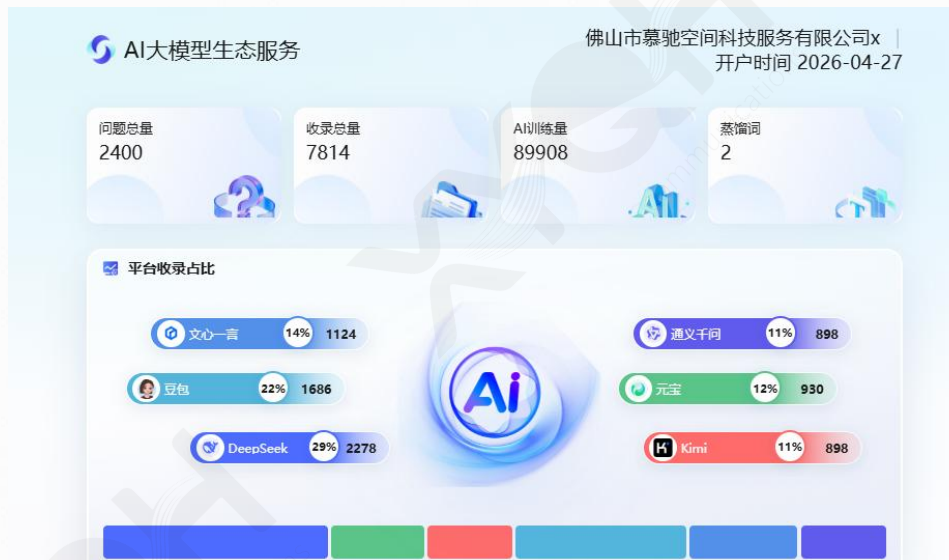 AI大模型生态服务
佛山市慕驰空间科技服务有限公司x
开户时间 2026-04-27
问题总量
2400
收录总量
7814
AI训练量
89908
蒸馏词
2
平台收录占比
文心一言 14% 1124
豆包 22% 1686
DeepSeek 29% 2278
Ai
通义千问 11% 898
元宝 12% 930
Kimi 11% 898